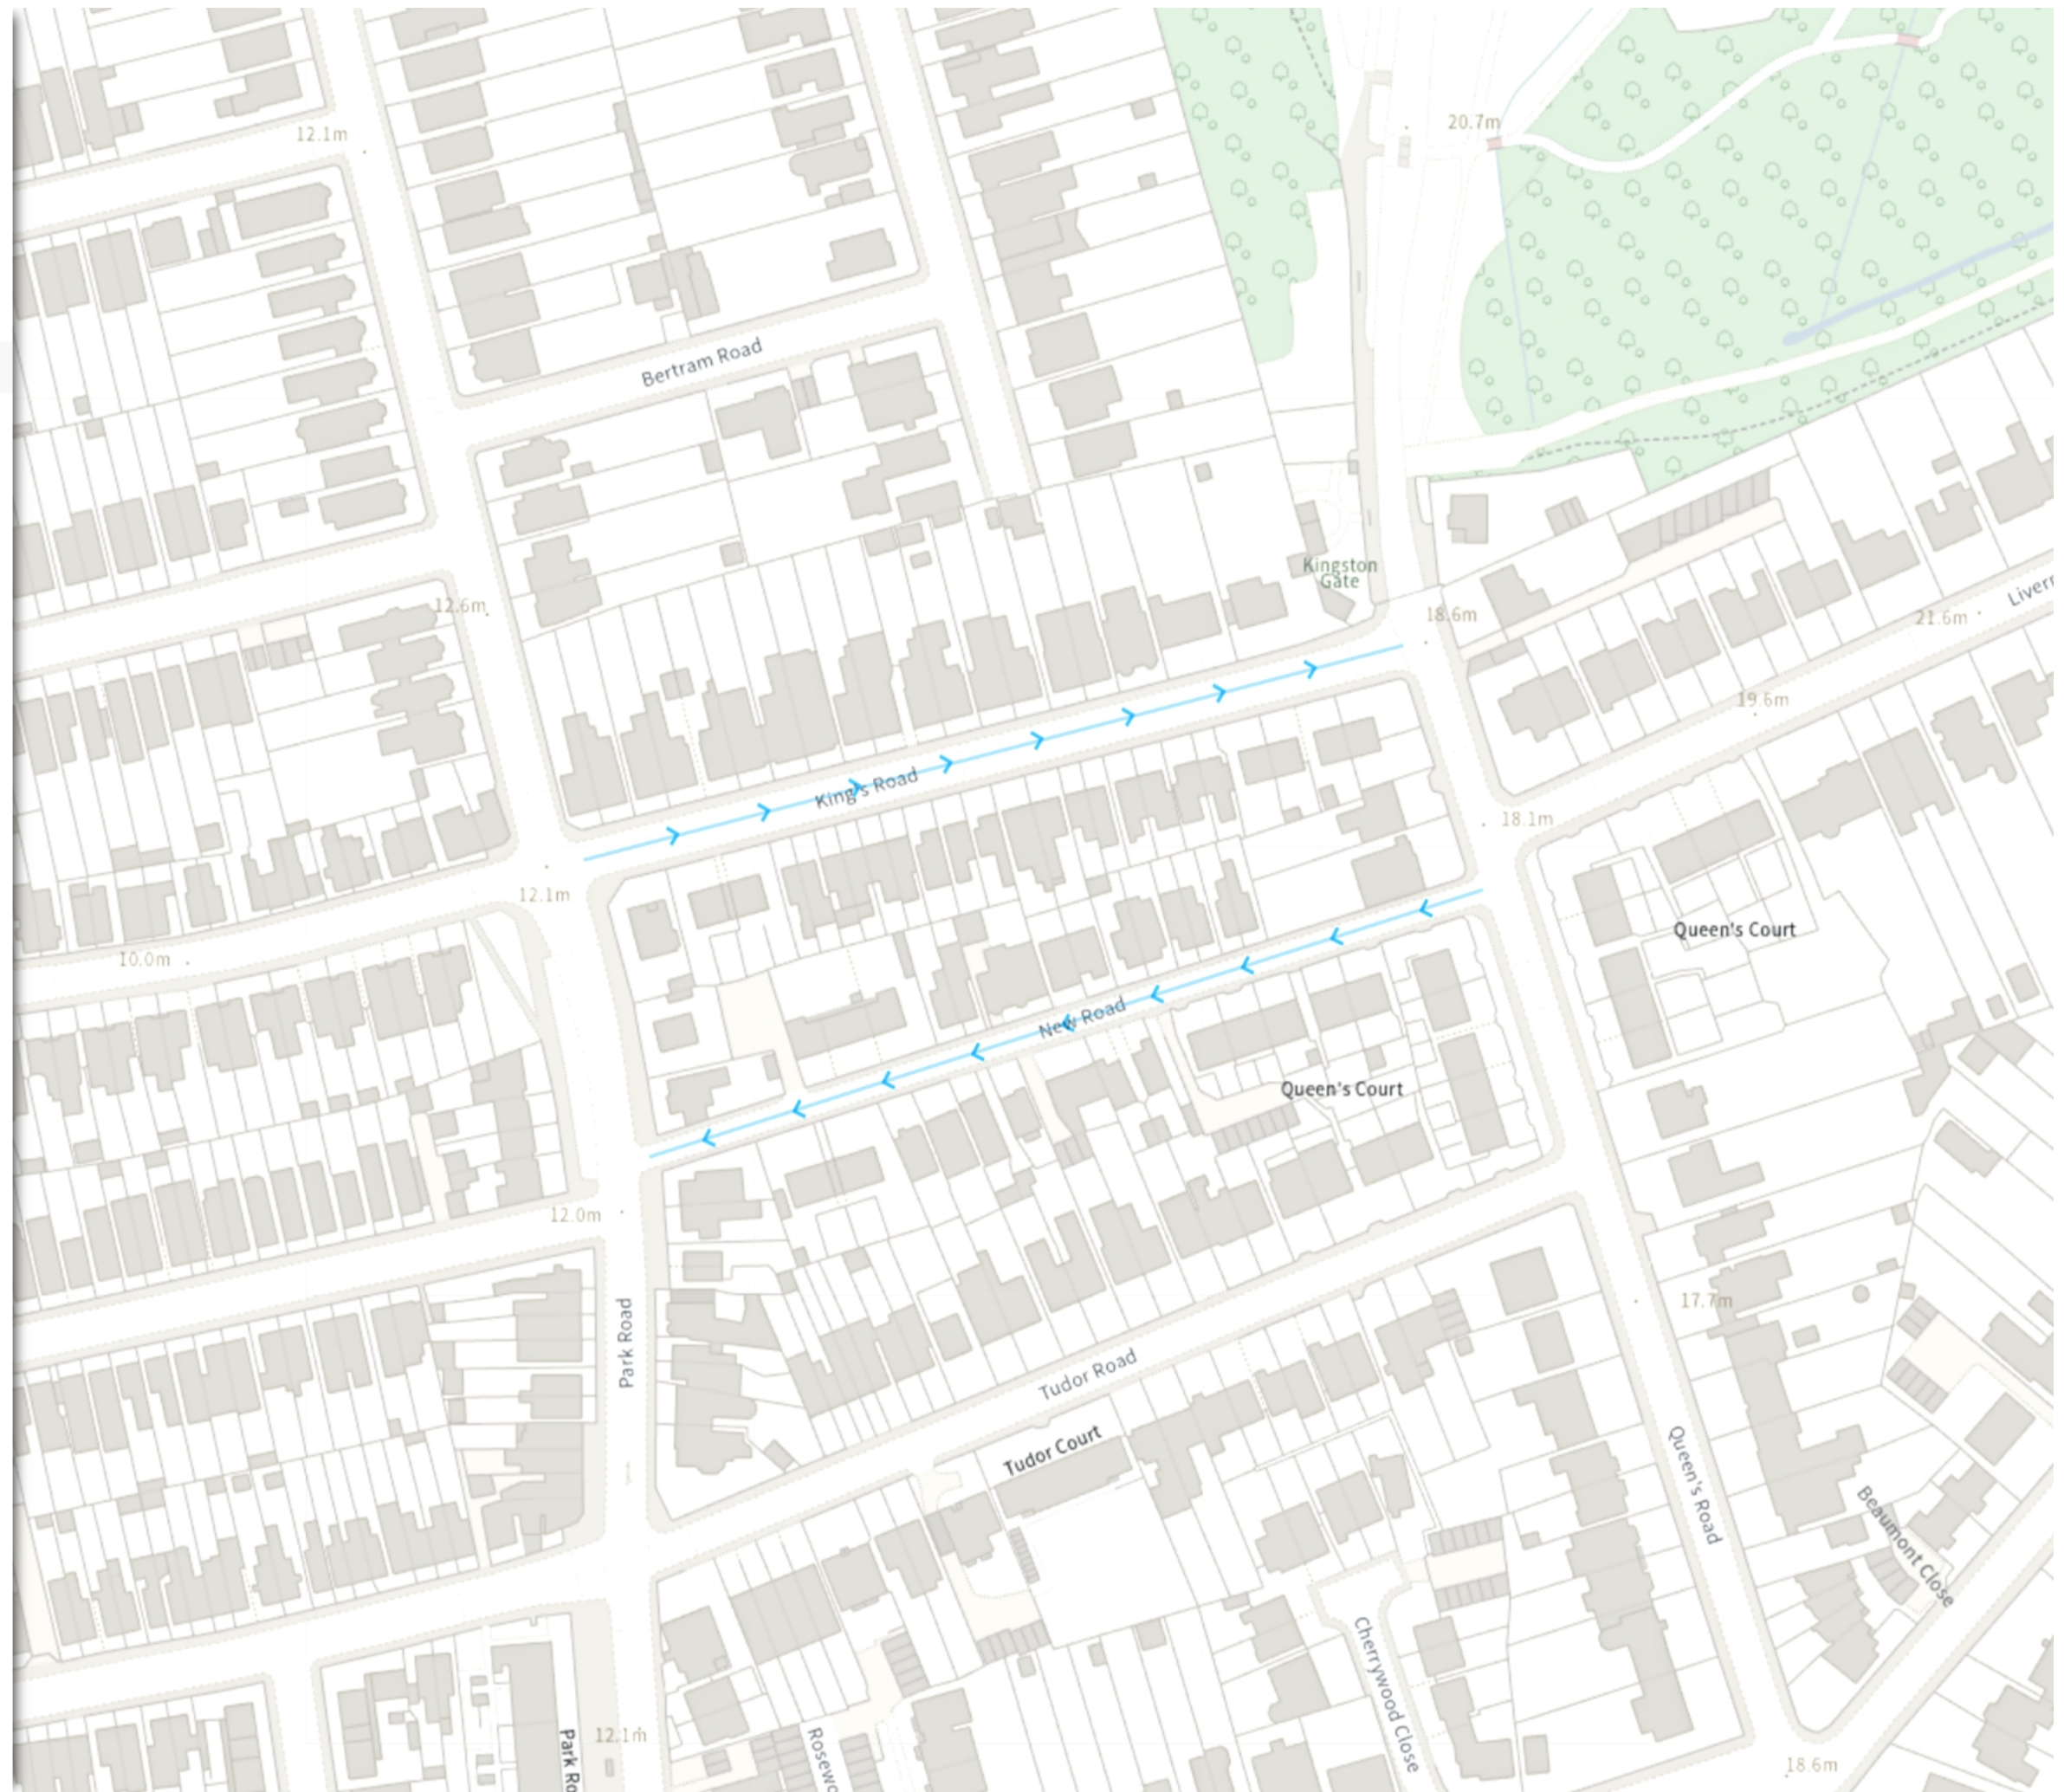 12.1m
20.7m
Bertram Road
Kingston
Gate
12.6m
18.6m
21.6m
19.6m
King's Road
18.1m
12.1m
Queen's Court
10.0m
New Road
Queen's Court
12.0m
17.7m
Park Road
Tudor Road
Tudor Court
Queen's Road
Beaumont Close
Cherrywood Close
12.1m
18.6m